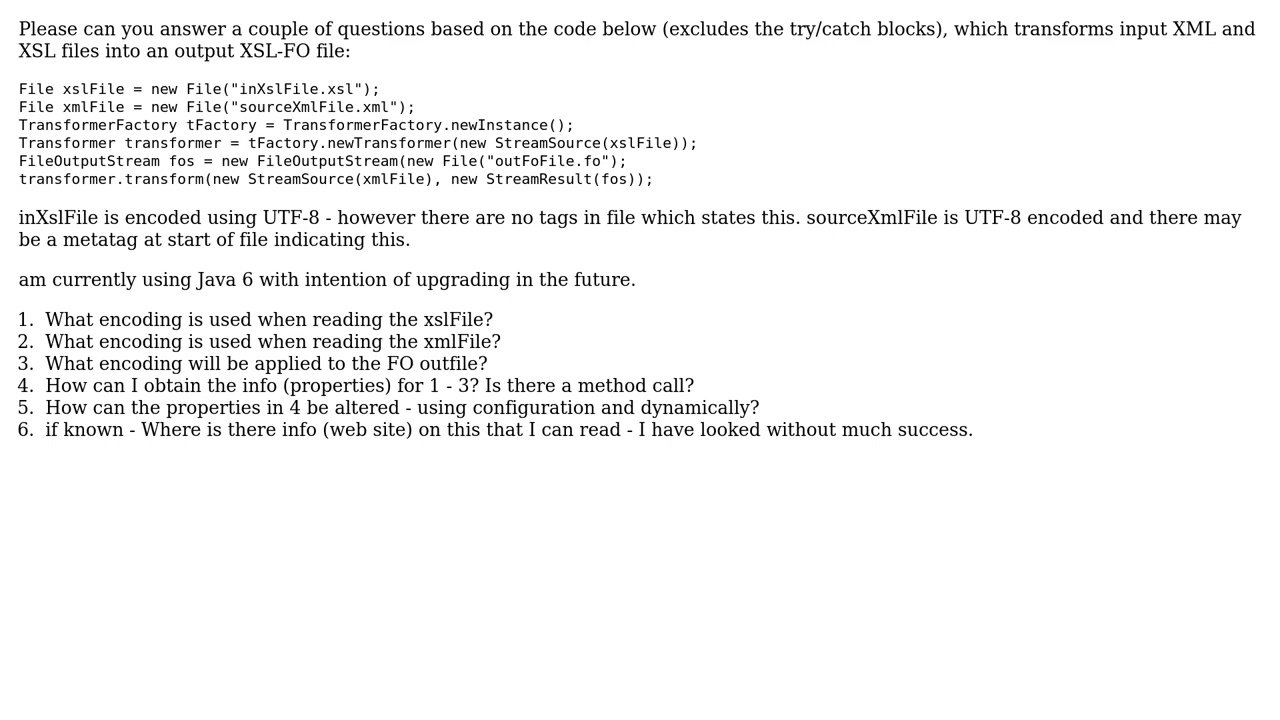 Please can you answer a couple of questions based on the code below (excludes the try/catch blocks), which transforms input XML and
XSL files into an output XSL-FO file:
File xslFile = new File("inXslFile.xsl");
File xmlFile = new File("sourceXmlFile.xml");
TransformerFactory tFactory = TransformerFactory.newInstance();
Transformer transformer = tFactory.newTransformer(new StreamSource(xslFile));
FileOutputStream fos = new FileOutputStream(new File("outFoFile.fo");
transformer.transform(new StreamSource(xmlFile), new StreamResult(fos));
inXslFile is encoded using UTF-8 - however there are no tags in file which states this. sourceXmlFile is UTF-8 encoded and there may
be a metatag at start of file indicating this.
am currently using Java 6 with intention of upgrading in the future.
1. What encoding is used when reading the xslFile?
2. What encoding is used when reading the xmlFile?
3. What encoding will be applied to the FO outfile?
4. How can I obtain the info (properties) for 1 - 3? Is there a method call?
5. How can the properties in 4 be altered - using configuration and dynamically?
6. if known - Where is there info (web site) on this that I can read - I have looked without much success.